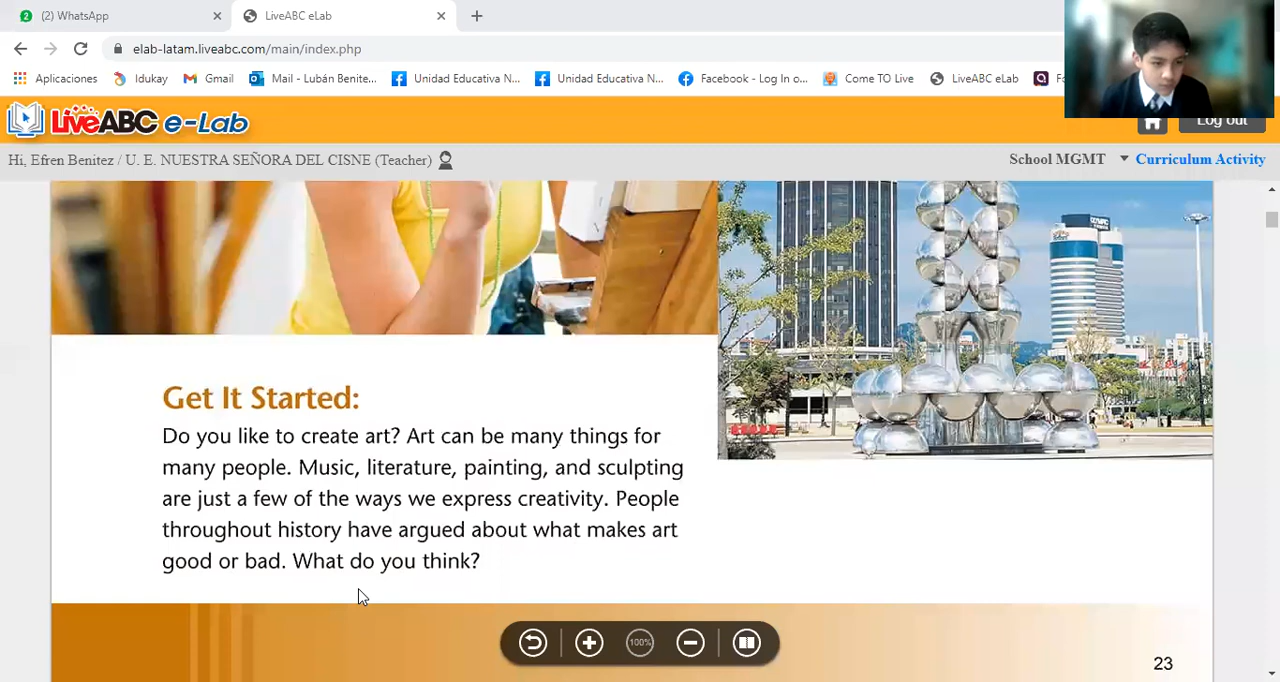 (2) WhatsApp
LiveABC eLab
elab-latam.liveabc.com/main/index.php
Aplicaciones Idukay Gmail Mail - Lubán Benite... Unidad Educativa N... Unidad Educativa N... Facebook - Log In o... Come TO Live LiveABC eLab
LiveABC e-Lab
Log out
Hi, Efren Benitez / U. E. NUESTRA SEÑORA DEL CISNE (Teacher)
School MGMT Curriculum Activity
Get It Started:
Do you like to create art? Art can be many things for
many people. Music, literature, painting, and sculpting
are just a few of the ways we express creativity. People
throughout history have argued about what makes art
good or bad. What do you think?
100%
23